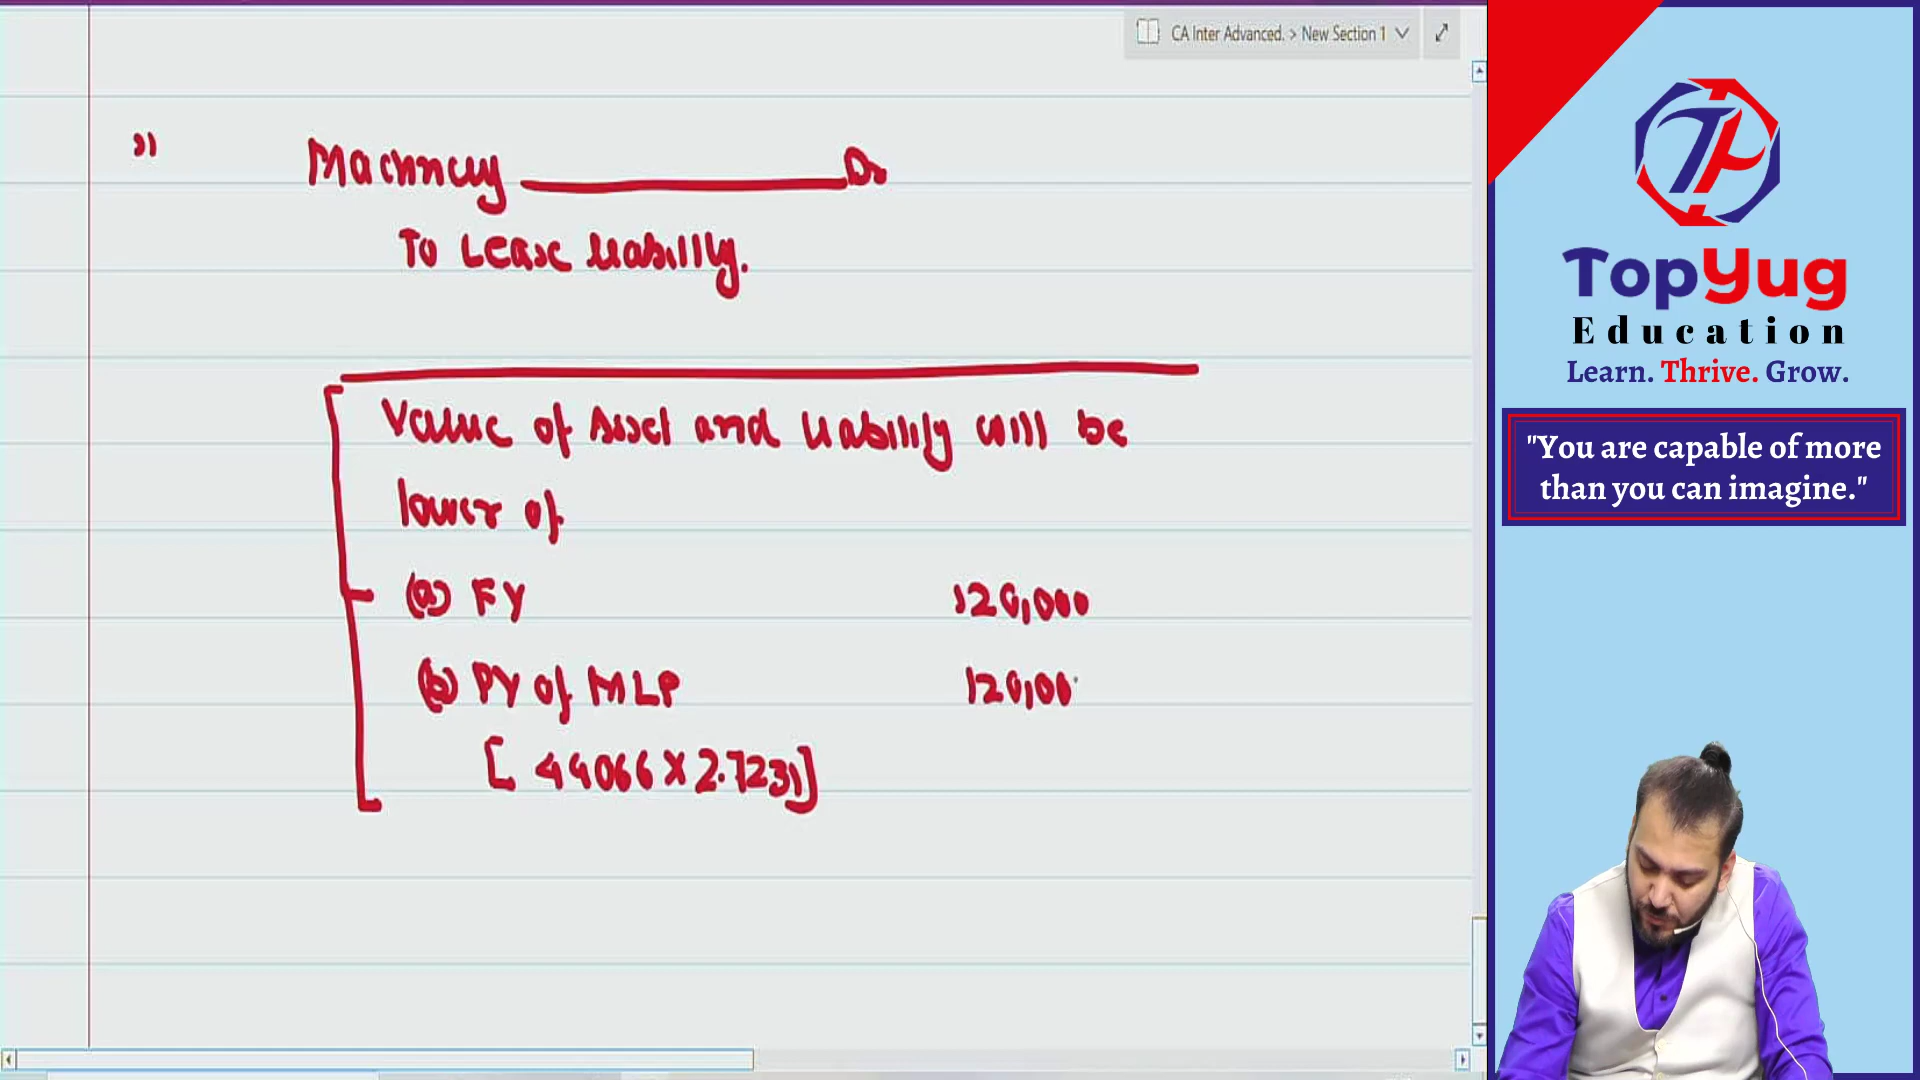 CA Inter Advanced. > New Section 1
1)
Machinery ———— Dr
To Lease liability.
Value of Asset and liability will be
lower of
(a) FV 120,000
(b) PV of MLP 120,00
[44066 X 2.7231]
TopYug
Education
Learn. Thrive. Grow.
"You are capable of more
than you can imagine."